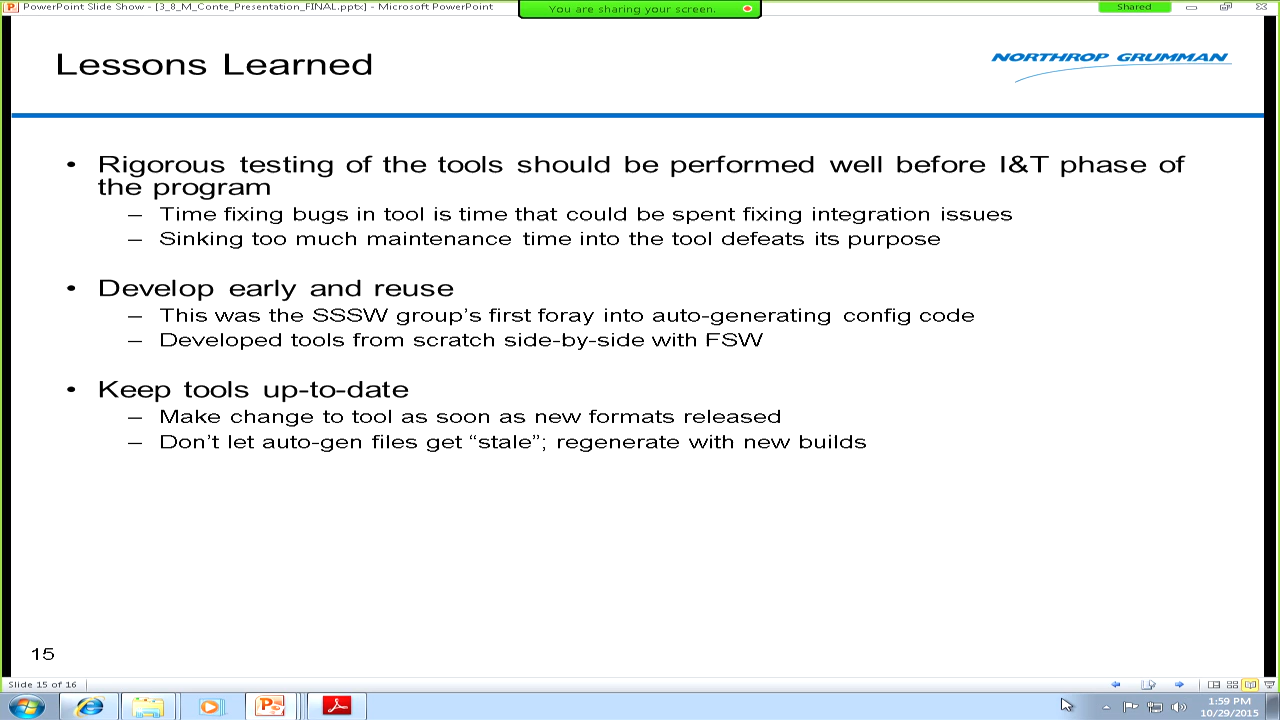 PowerPoint Slide Show - [3_8_M_Conte_Presentation_FINAL.pptx] - Microsoft PowerPoint
You are sharing your screen.
Shared
Lessons Learned
NORTHROP GRUMMAN
• Rigorous testing of the tools should be performed well before I&T phase of
the program
– Time fixing bugs in tool is time that could be spent fixing integration issues
– Sinking too much maintenance time into the tool defeats its purpose
• Develop early and reuse
– This was the SSSW group's first foray into auto-generating config code
– Developed tools from scratch side-by-side with FSW
• Keep tools up-to-date
– Make change to tool as soon as new formats released
– Don't let auto-gen files get "stale"; regenerate with new builds
15
Slide 15 of 16
1:59 PM
10/29/2015